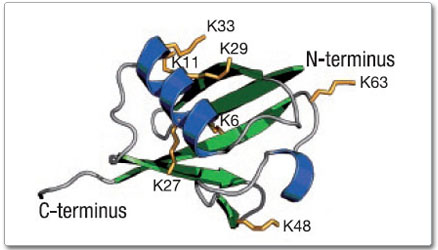 K33
K29
K11
N-terminus
K63
K6
K27
C-terminus
K48